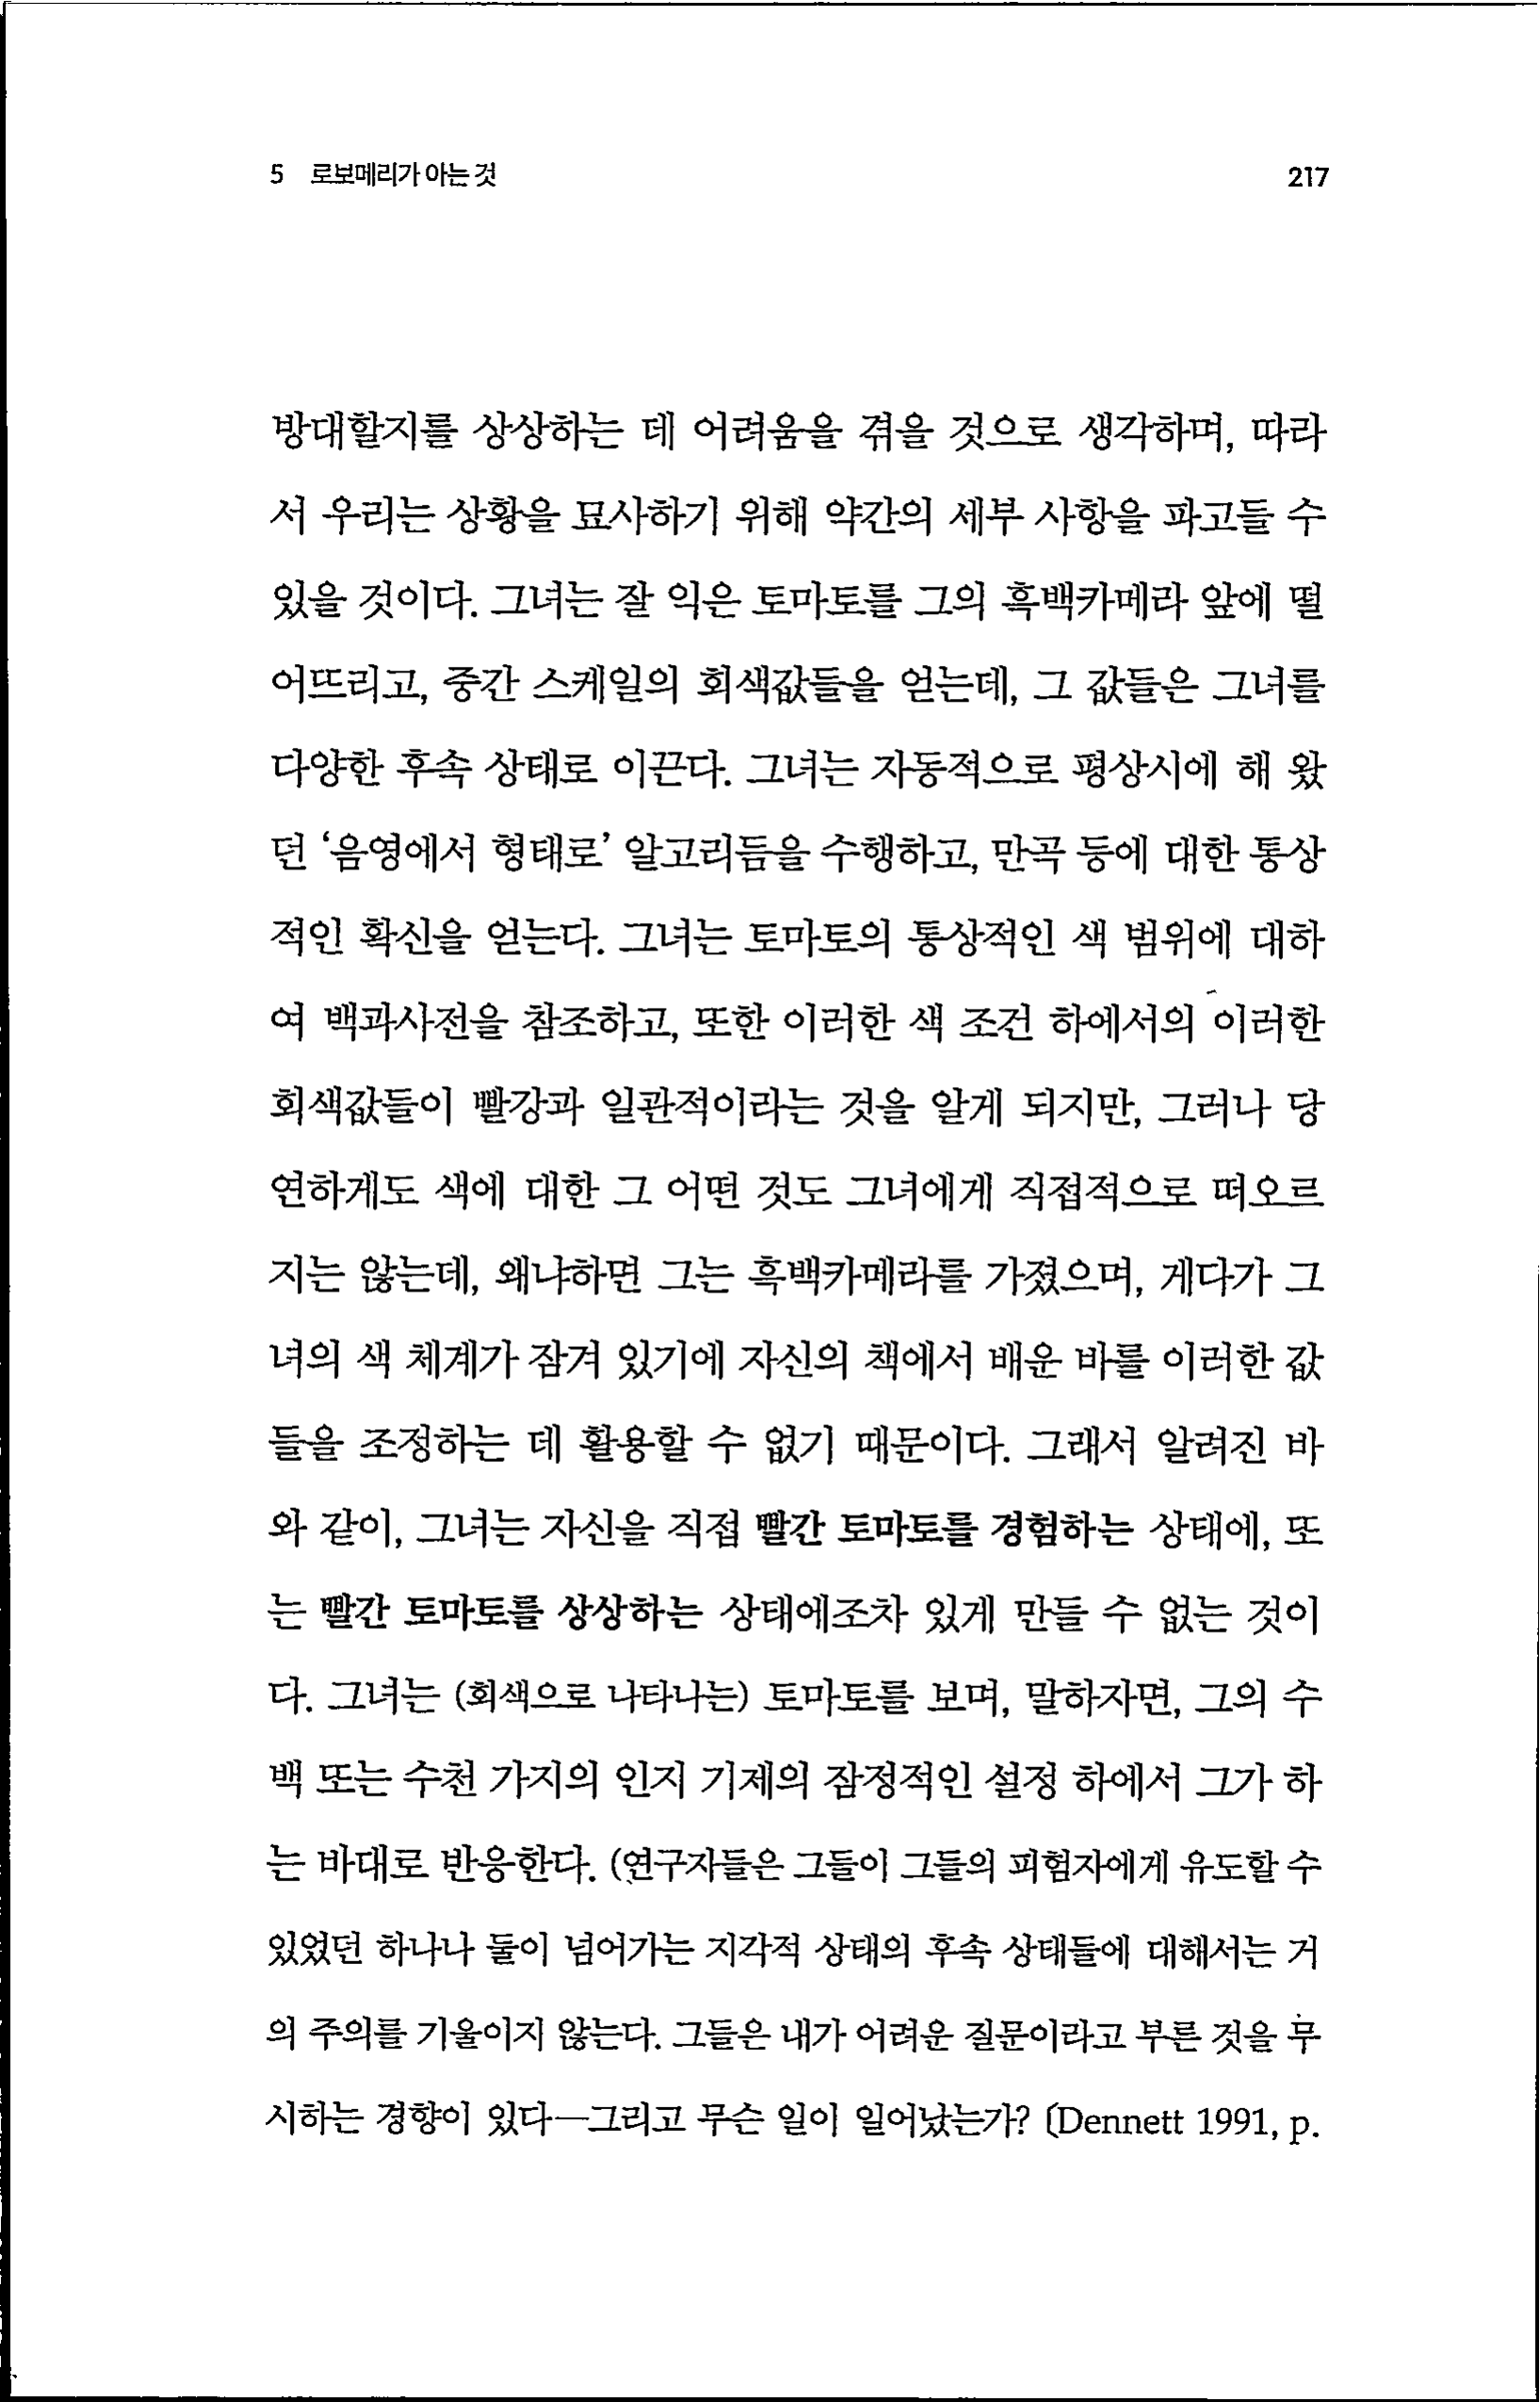 5 로보메리가 아는 것 217
방대할지를 상상하는 데 어려움을 겪을 것으로 생각하며, 따라
서 우리는 상황을 묘사하기 위해 약간의 세부 사항을 파고들 수
있을 것이다. 그녀는 잘 익은 토마토를 그의 흑백카메라 앞에 떨
어뜨리고, 중간 스케일의 회색값들을 얻는데, 그 값들은 그녀를
다양한 후속 상태로 이끈다. 그녀는 자동적으로 평상시에 해 왔
던 ‘음영에서 형태로’ 알고리듬을 수행하고, 만곡 등에 대한 통상
적인 확신을 얻는다. 그녀는 토마토의 통상적인 색 범위에 대하
여 백과사전을 참조하고, 또한 이러한 색 조건 하에서의 이러한
회색값들이 빨강과 일관적이라는 것을 알게 되지만, 그러나 당
연하게도 색에 대한 그 어떤 것도 그녀에게 직접적으로 떠오르
지는 않는데, 왜냐하면 그는 흑백카메라를 가졌으며, 게다가 그
녀의 색 체계가 잠겨 있기에 자신의 책에서 배운 바를 이러한 값
들을 조정하는 데 활용할 수 없기 때문이다. 그래서 알려진 바
와 같이, 그녀는 자신을 직접 빨간 토마토를 경험하는 상태에, 또
는 빨간 토마토를 상상하는 상태에조차 있게 만들 수 없는 것이
다. 그녀는 (회색으로 나타나는) 토마토를 보며, 말하자면, 그의 수
백 또는 수천 가지의 인지 기제의 잠정적인 설정 하에서 그가 하
는 바대로 반응한다. (연구자들은 그들이 그들의 피험자에게 유도할 수
있었던 하나나 둘이 넘어가는 지각적 상태의 후속 상태들에 대해서는 거
의 주의를 기울이지 않는다. 그들은 내가 어려운 질문이라고 부른 것을 무
시하는 경향이 있다—그리고 무슨 일이 일어났는가? (Dennett 1991, p.